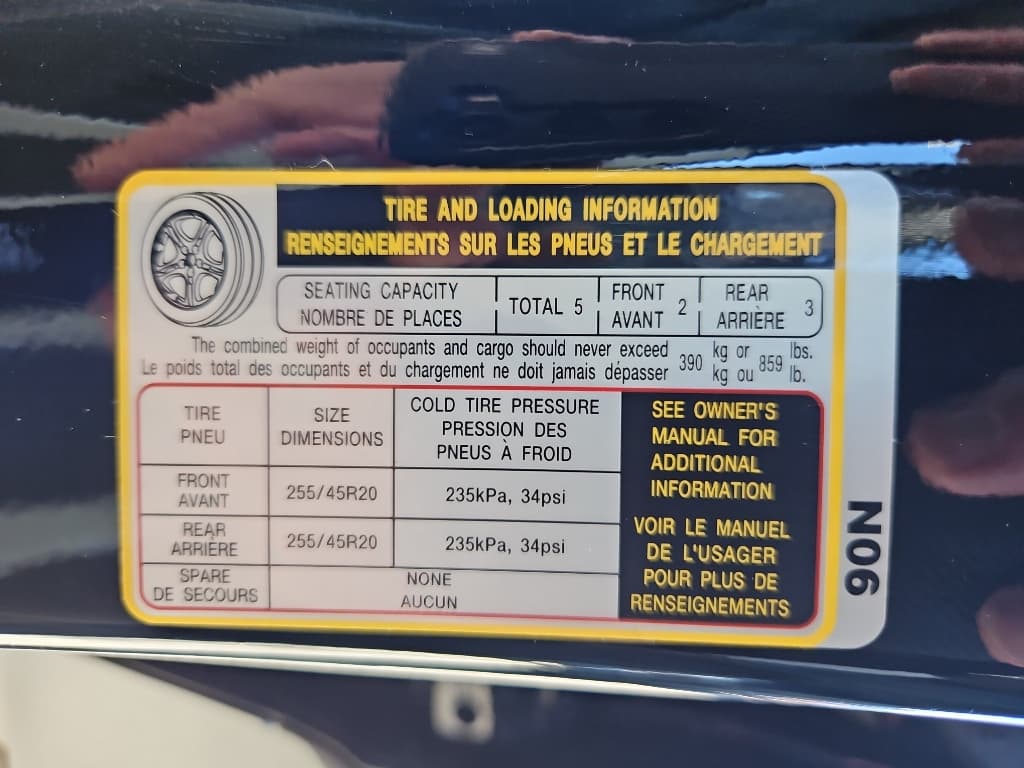 TIRE AND LOADING INFORMATION
RENSEIGNEMENTS SUR LES PNEUS ET LE CHARGEMENT
SEATING CAPACITY
NOMBRE DE PLACES
TOTAL 5
FRONT
AVANT
2
REAR
ARRIÈRE
3
The combined weight of occupants and cargo should never exceed
Le poids total des occupants et du chargement ne doit jamais dépasser
390
kg or
kg ou
859
lbs.
lb.
TIRE
PNEU
SIZE
DIMENSIONS
COLD TIRE PRESSURE
PRESSION DES
PNEUS À FROID
FRONT
AVANT
255/45R20
235kPa, 34psi
REAR
ARRIÈRE
255/45R20
235kPa, 34psi
SPARE
DE SECOURS
NONE
AUCUN
SEE OWNER'S
MANUAL FOR
ADDITIONAL
INFORMATION
VOIR LE MANUEL
DE L'USAGER
POUR PLUS DE
RENSEIGNEMENTS
90N